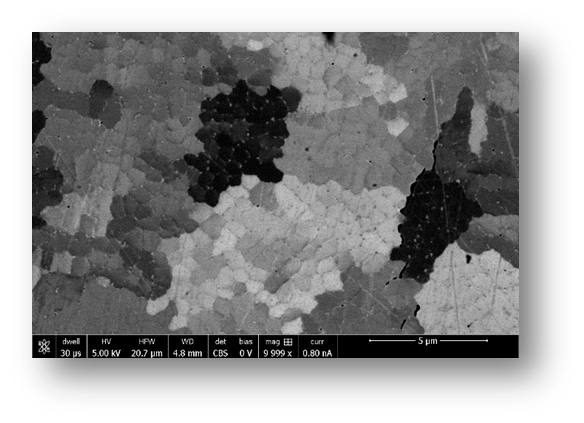 dwell HV HFW WD det bias mag curr
30 µs 5.00 kV 20.7 µm 4.8 mm CBS 0 V 9 999 x 0.80 nA 5 µm